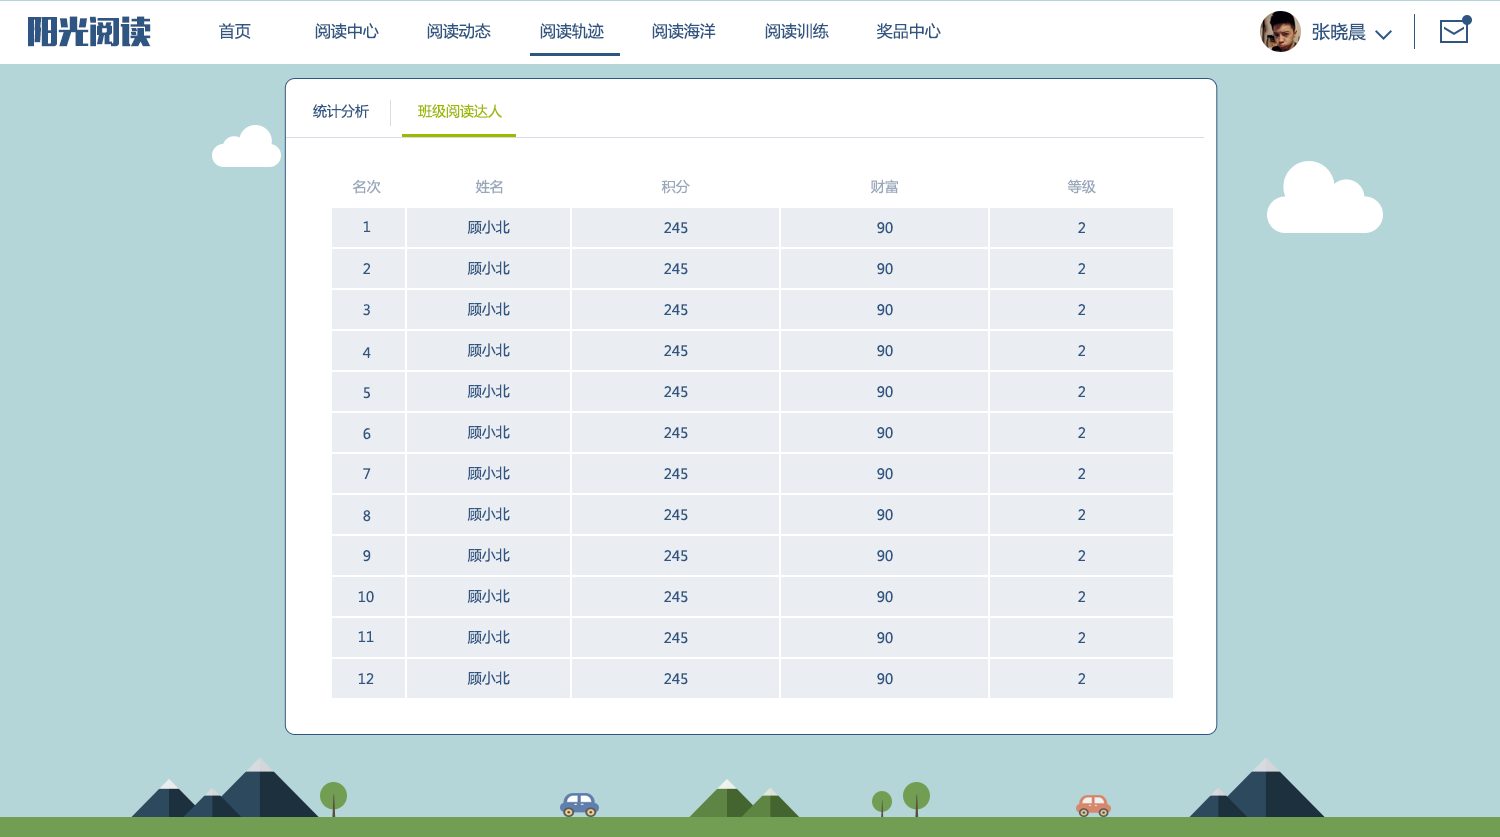 阳光阅读 首页 阅读中心 阅读动态 阅读轨迹 阅读海洋 阅读训练 奖品中心 张晓晨
统计分析 班级阅读达人
名次 姓名 积分 财富 等级
1 顾小北 245 90 2
2 顾小北 245 90 2
3 顾小北 245 90 2
4 顾小北 245 90 2
5 顾小北 245 90 2
6 顾小北 245 90 2
7 顾小北 245 90 2
8 顾小北 245 90 2
9 顾小北 245 90 2
10 顾小北 245 90 2
11 顾小北 245 90 2
12 顾小北 245 90 2